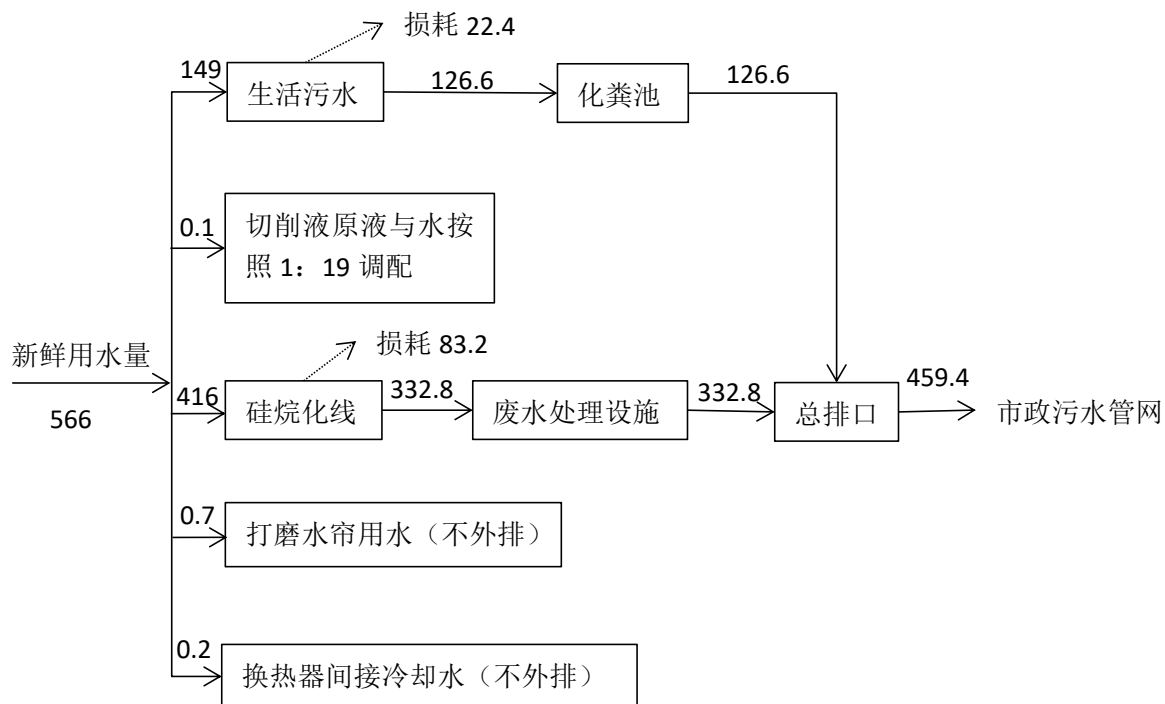 损耗 22.4
149
生活污水
126.6
化粪池
126.6
0.1
切削液原液与水按
照 1：19 调配
新鲜用水量
566
损耗 83.2
416
硅烷化线
332.8
废水处理设施
332.8
总排口
459.4
市政污水管网
0.7
打磨水帘用水（不外排）
0.2
换热器间接冷却水（不外排）